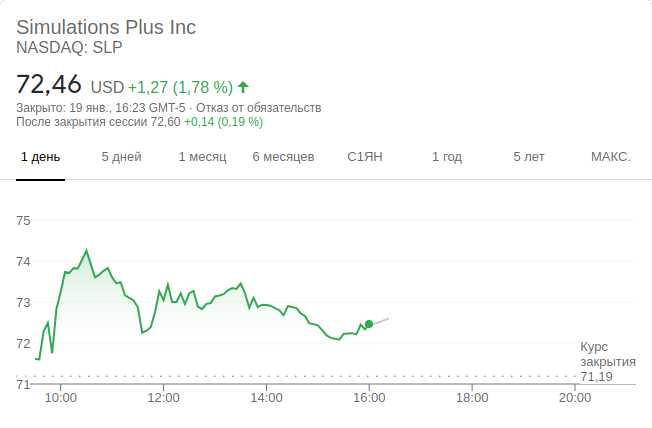 Simulations Plus Inc
NASDAQ: SLP
72,46 USD +1,27 (1,78 %)
Закрыто: 19 янв., 16:23 GMT-5 · Отказ от обязательств
После закрытия сессии 72,60 +0,14 (0,19 %)
1 день 5 дней 1 месяц 6 месяцев С1ЯН 1 год 5 лет МАКС.
75
74
73
72
71
Курс
закрытия
71,19
10:00 12:00 14:00 16:00 18:00 20:00